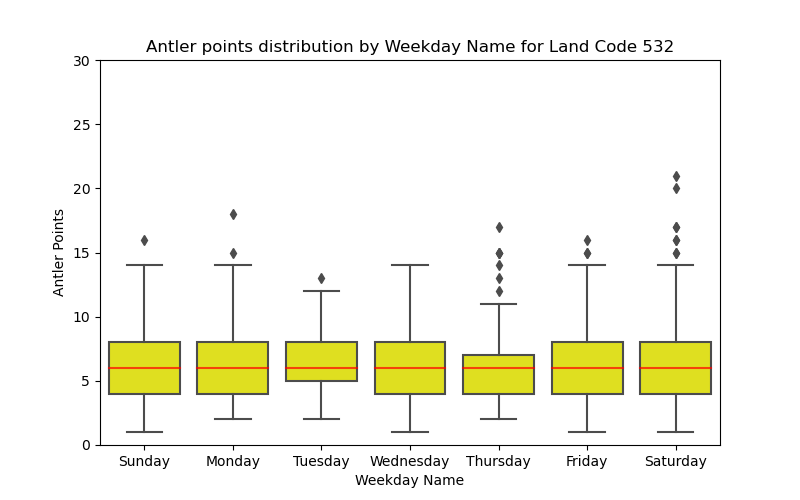 Antler points distribution by Weekday Name for Land Code 532
Antler Points
30
25
20
15
10
5
0
Sunday Monday Tuesday Wednesday Thursday Friday Saturday
Weekday Name